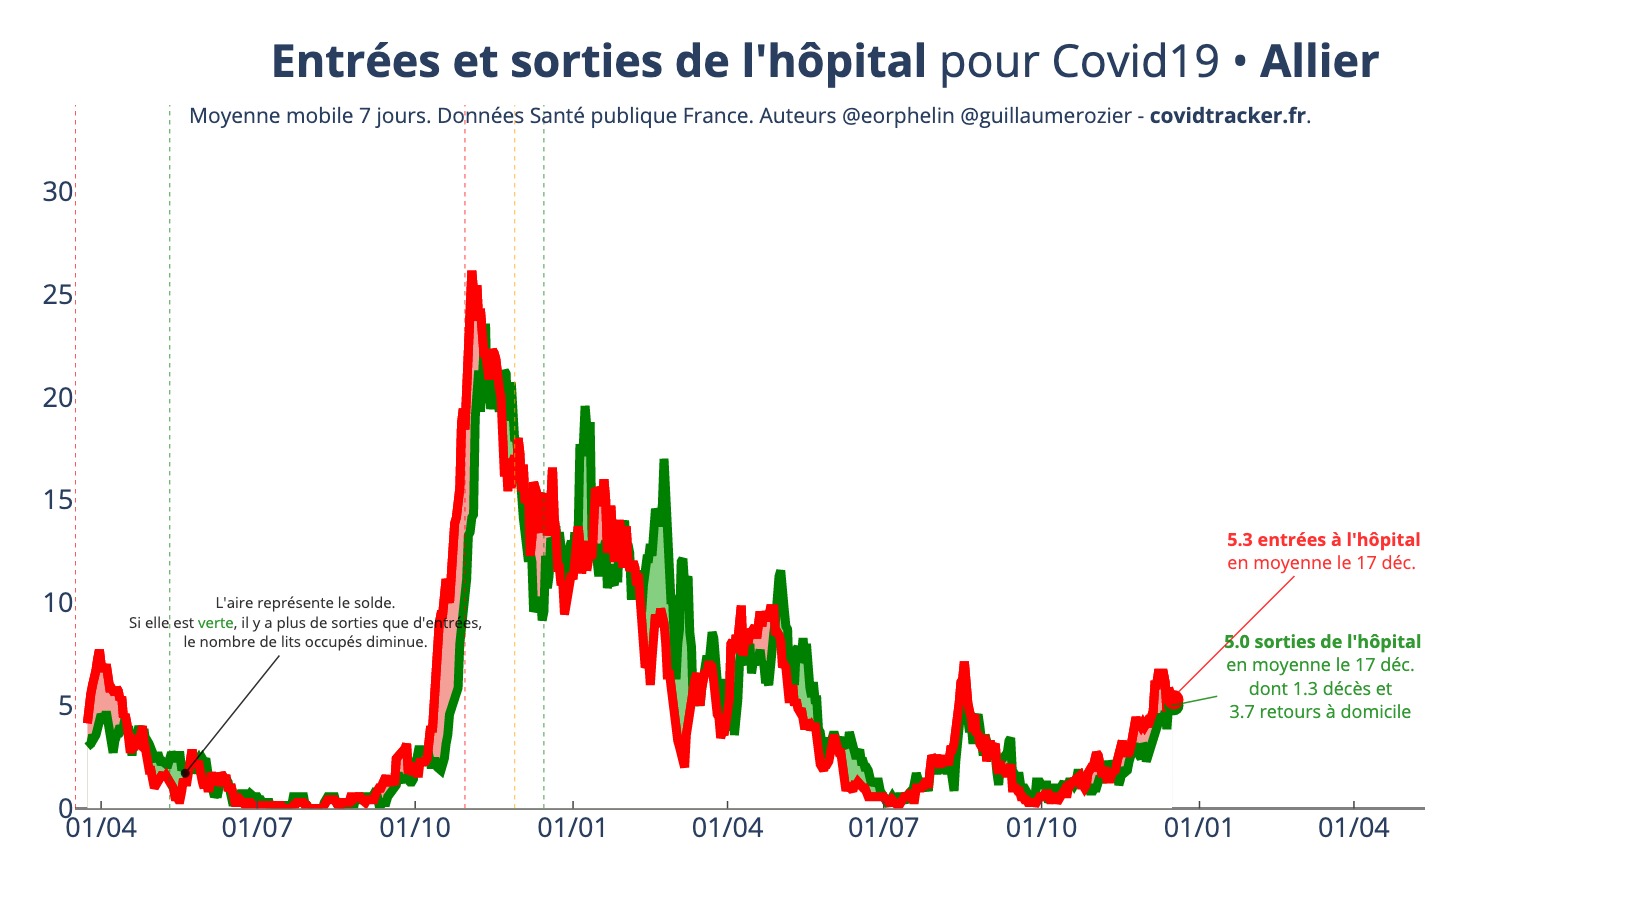 Entrées et sorties de l'hôpital pour Covid19 • Allier
Moyenne mobile 7 jours. Données Santé publique France. Auteurs @eorphelin @guillaumerozier - covidtracker.fr.
30
25
20
15
10
5
0
L'aire représente le solde.
Si elle est verte, il y a plus de sorties que d'entrées,
le nombre de lits occupés diminue.
5.3 entrées à l'hôpital
en moyenne le 17 déc.
5.0 sorties de l'hôpital
en moyenne le 17 déc.
dont 1.3 décès et
3.7 retours à domicile
01/04 01/07 01/10 01/01 01/04 01/07 01/10 01/01 01/04